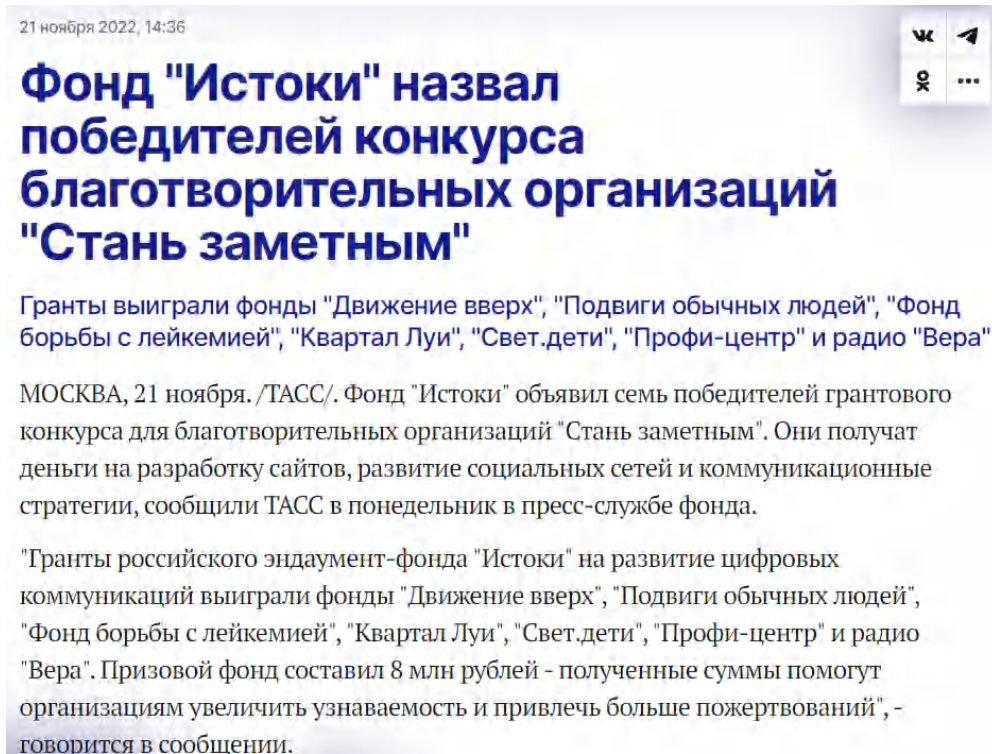 21 ноября 2022, 14:36
Фонд "Истоки" назвал
победителей конкурса
благотворительных организаций
"Стань заметным"
Гранты выиграли фонды "Движение вверх", "Подвиги обычных людей", "Фонд
борьбы с лейкемией", "Квартал Луи", "Свет.дети", "Профи-центр" и радио "Вера"
МОСКВА, 21 ноября. /ТАСС/. Фонд "Истоки" объявил семь победителей грантового
конкурса для благотворительных организаций "Стань заметным". Они получат
деньги на разработку сайтов, развитие социальных сетей и коммуникационные
стратегии, сообщили ТАСС в понедельник в пресс-службе фонда.
"Гранты российского эндаумент-фонда "Истоки" на развитие цифровых
коммуникаций выиграли фонды "Движение вверх", "Подвиги обычных людей",
"Фонд борьбы с лейкемией", "Квартал Луи", "Свет.дети", "Профи-центр" и радио
"Вера". Призовой фонд составил 8 млн рублей - полученные суммы помогут
организациям увеличить узнаваемость и привлечь больше пожертвований", -
говорится в сообщении.